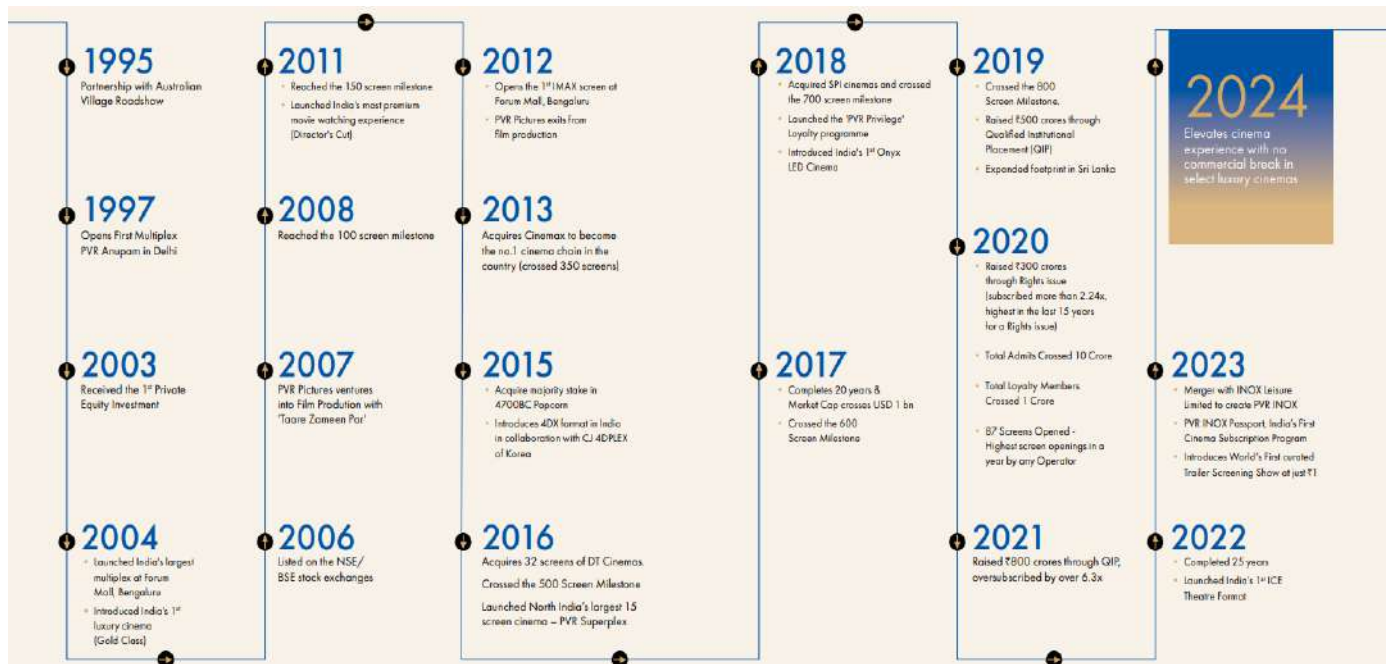 1995
Partnership with Australian
Village Roadshow
1997
Opens First Multiplex
PVR Anupam in Delhi
2003
Received the 1st Private
Equity Investment
2004
Launched India's largest
multiplex at Forum
Mall, Bengaluru
Introduced India's 1st
luxury cinema
(Gold Class)
2006
Listed on the NSE/
BSE stock exchanges
2007
PVR Pictures ventures
into Film Prodution with
'Taare Zameen Par'
2008
Reached the 100 screen milestone
2011
Reached the 150 screen milestone
Launched India's most premium
movie watching experience
(Director's Cut)
2012
Opens the 1st IMAX screen at
Forum Mall, Bengaluru
PVR Pictures exits from
film production
2013
Acquires Cinemax to become
the no.1 cinema chain in the
country (crossed 350 screens)
2015
Acquire majority stake in
4700BC Popcorn
Introduces 4DX format in India
in collaboration with CJ 4DPLEX
of Korea
2016
Acquires 32 screens of DT Cinemas
Crossed the 500 Screen Milestone
Launched North India's largest 15
screen cinema – PVR Superplex
2017
Completes 20 years &
Market Cap crosses USD 1 bn
Crossed the 600
Screen Milestone
2018
Acquired SPI cinemas and crossed
the 700 screen milestone
Launched the 'PVR Privilege'
Loyalty programme
Introduced India's 1st Onyx
LED Cinema
2019
Crossed the 800
Screen Milestone.
Raised ₹500 crores through
Qualified Institutional
Placement (QIP)
Expanded footprint in Sri Lanka
2020
Raised ₹300 crores
through Rights issue
(subscribed more than 2.24x,
highest in the last 15 years
for a Rights issue)
Total Admits Crossed 10 Crore
Total Loyalty Members
Crossed 1 Crore
87 Screens Opened -
Highest screen openings in a
year by any Operator
2021
Raised ₹800 crores through QIP,
oversubscribed by over 6.3x
2022
Completed 25 years
Launched India's 1st ICE
Theatre Format
2023
Merger with INOX Leisure
Limited to create PVR INOX
PVR INOX Passport, India's First
Cinema Subscription Program
Introduces World's First curated
Trailer Screening Show at just ₹1
2024
Elevates cinema
experience with no
commercial break in
select luxury cinemas